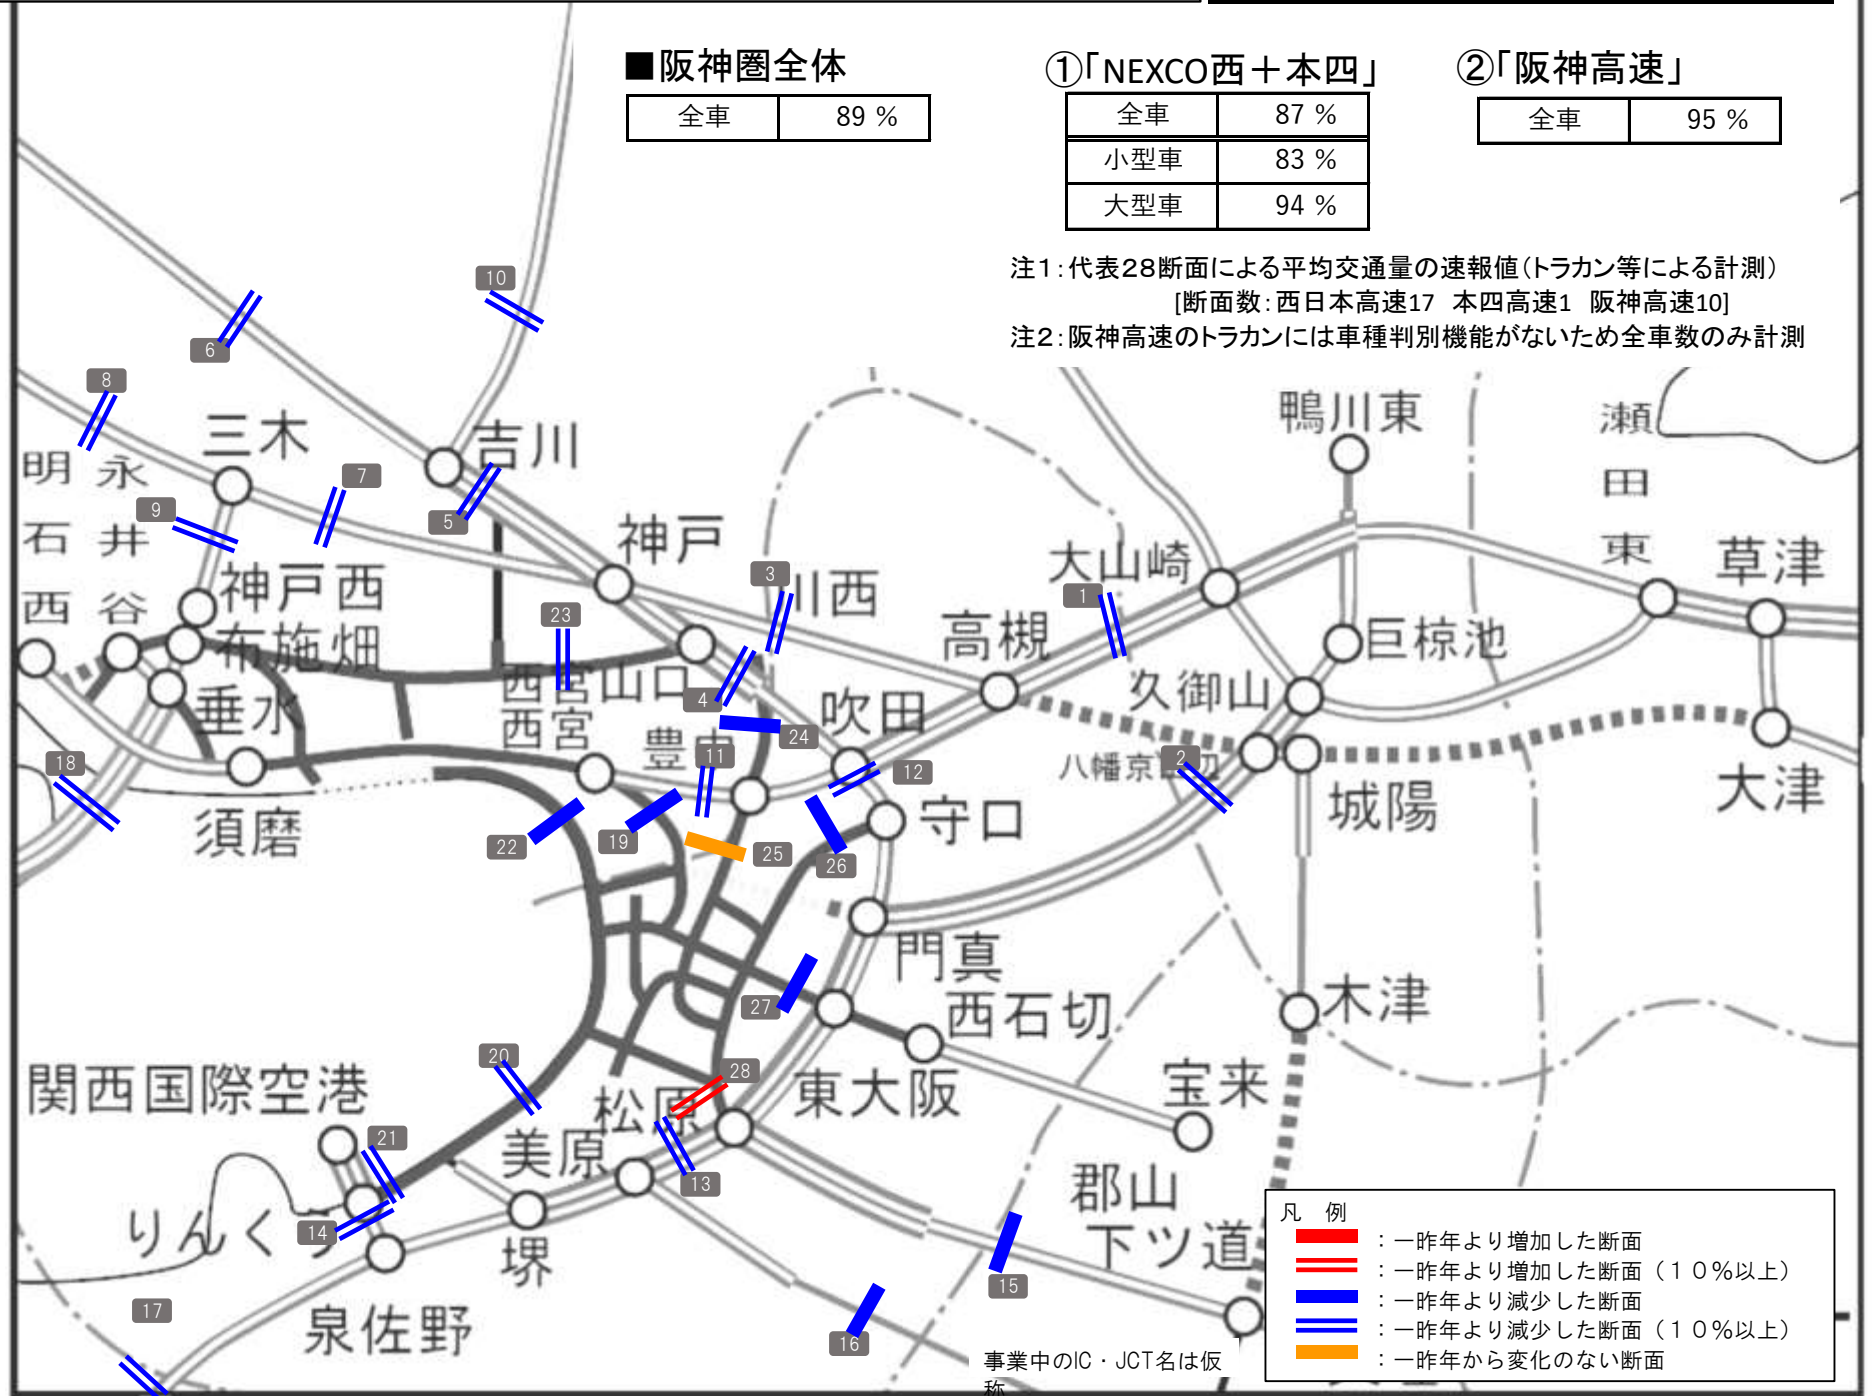 ■阪神圏全体
全車 89 %
①「NEXCO西＋本四」
全車 87 %
小型車 83 %
大型車 94 %
②「阪神高速」
全車 95 %
注1：代表28断面による平均交通量の速報値（トラカン等による計測）
[断面数：西日本高速17　本四高速1　阪神高速10]
注2：阪神高速のトラカンには車種判別機能がないため全車数のみ計測
10
6
8
三木
吉川
鴨川東
瀬田東
明石西
永井谷
7
9
5
神戸
大山崎
草津
神戸西
3
川西
1
23
高槻
布施畑
巨椋池
西宮山口
4
久御山
垂水
西宮
吹田
豊中
24
11
18
12
八幡京田辺
2
大津
須磨
22
19
25
26
守口
城陽
門真
27
西石切
木津
20
28
関西国際空港
松原
東大阪
宝来
21
美原
13
郡山下ツ道
りんくう
14
堺
15
17
泉佐野
16
事業中のIC・JCT名は仮
称
凡　例
：一昨年より増加した断面
：一昨年より増加した断面（１０％以上）
：一昨年より減少した断面
：一昨年より減少した断面（１０％以上）
：一昨年から変化のない断面